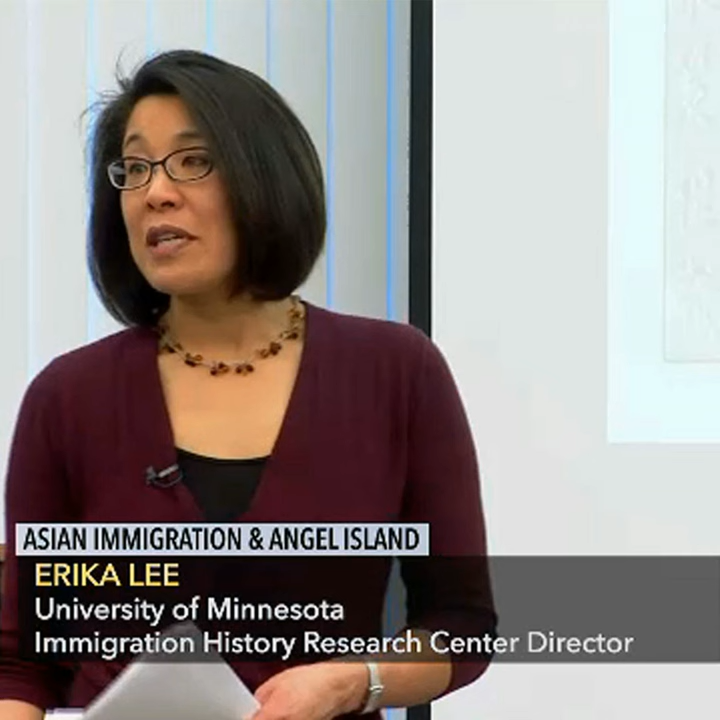 ASIAN IMMIGRATION & ANGEL ISLAND
ERIKA LEE
University of Minnesota
Immigration History Research Center Director